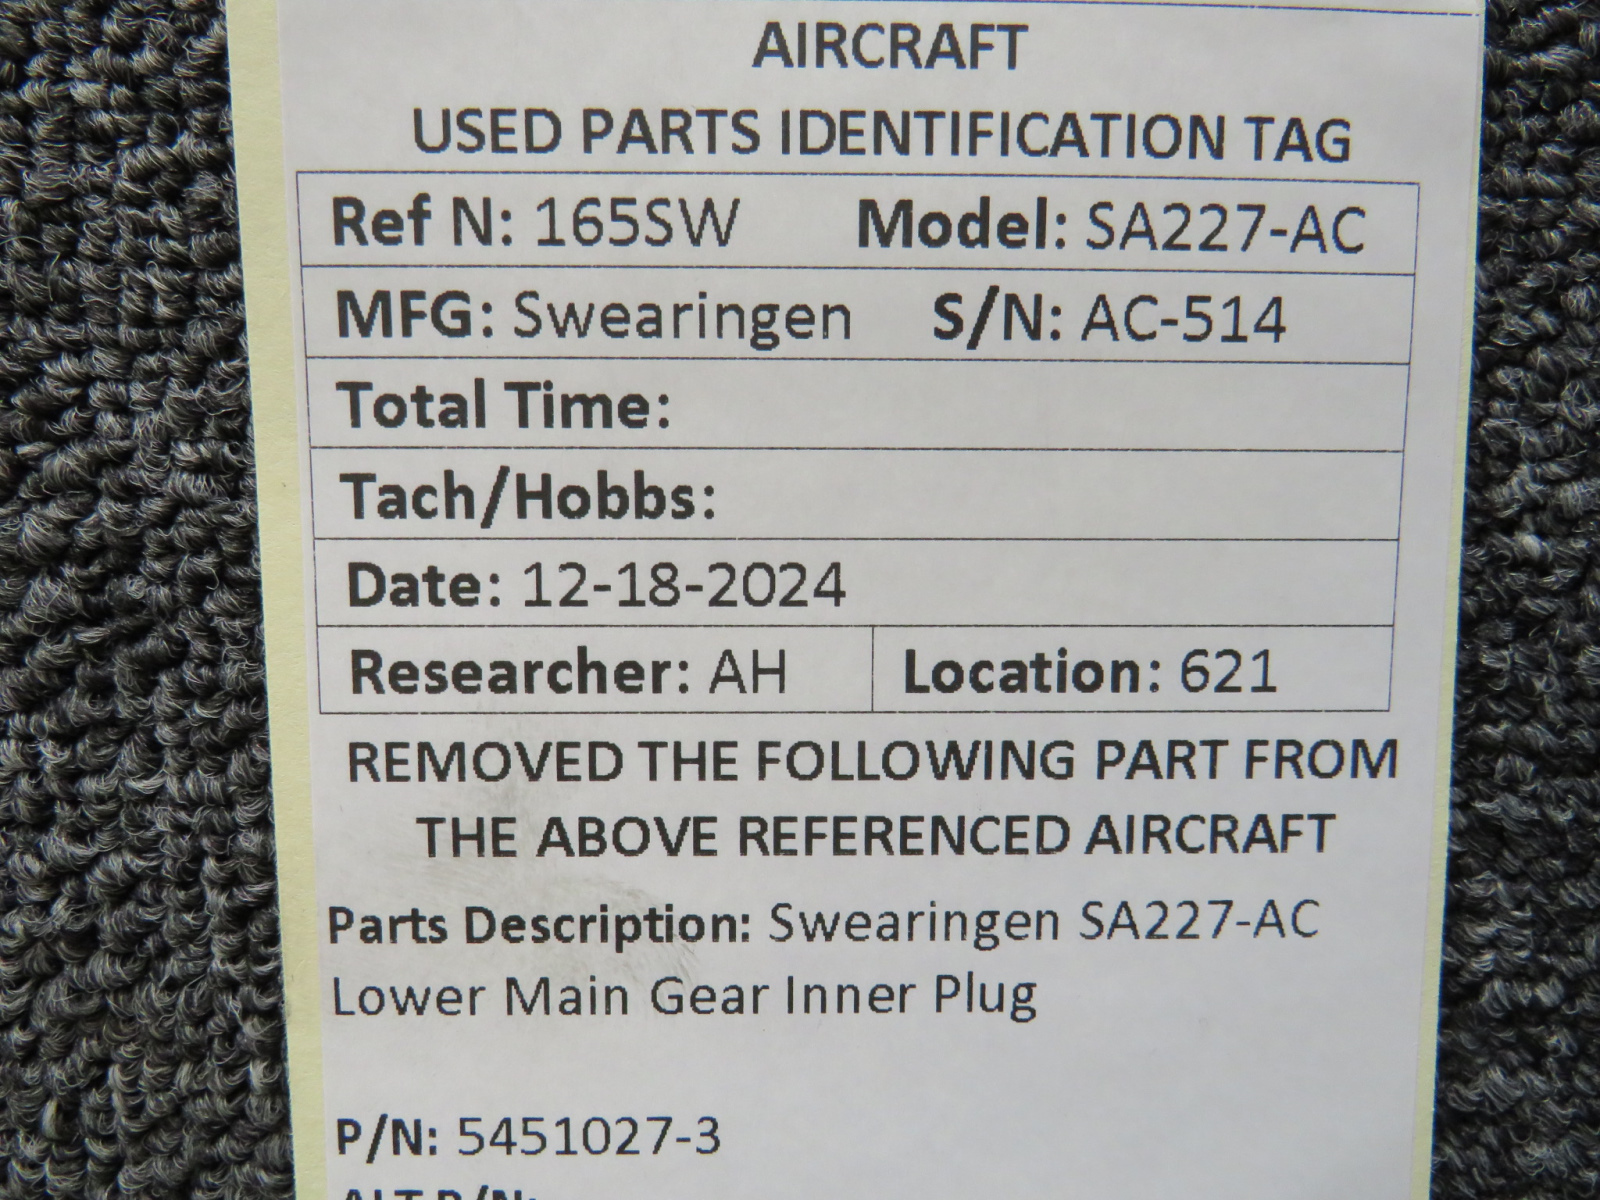 AIRCRAFT
USED PARTS IDENTIFICATION TAG
Ref N: 165SW Model: SA227-AC
MFG: Swearingen S/N: AC-514
Total Time:
Tach/Hobbs:
Date: 12-18-2024
Researcher: AH Location: 621
REMOVED THE FOLLOWING PART FROM
THE ABOVE REFERENCED AIRCRAFT
Parts Description: Swearingen SA227-AC
Lower Main Gear Inner Plug
P/N: 5451027-3
ALT P/N: